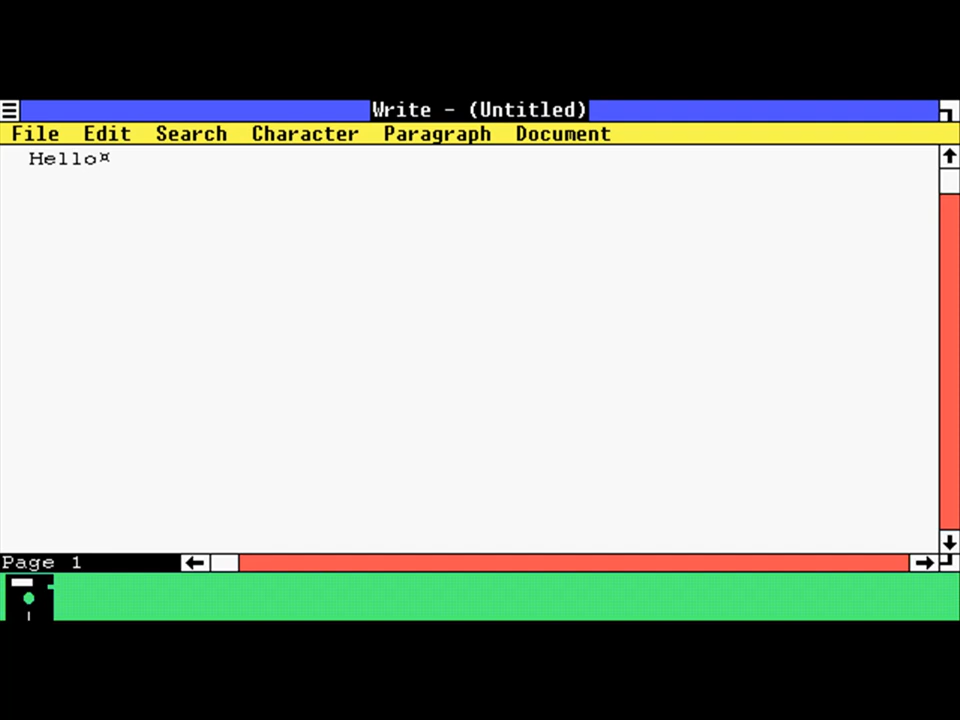 Write - (Untitled)
File Edit Search Character Paragraph Document
Hello¤
Page 1